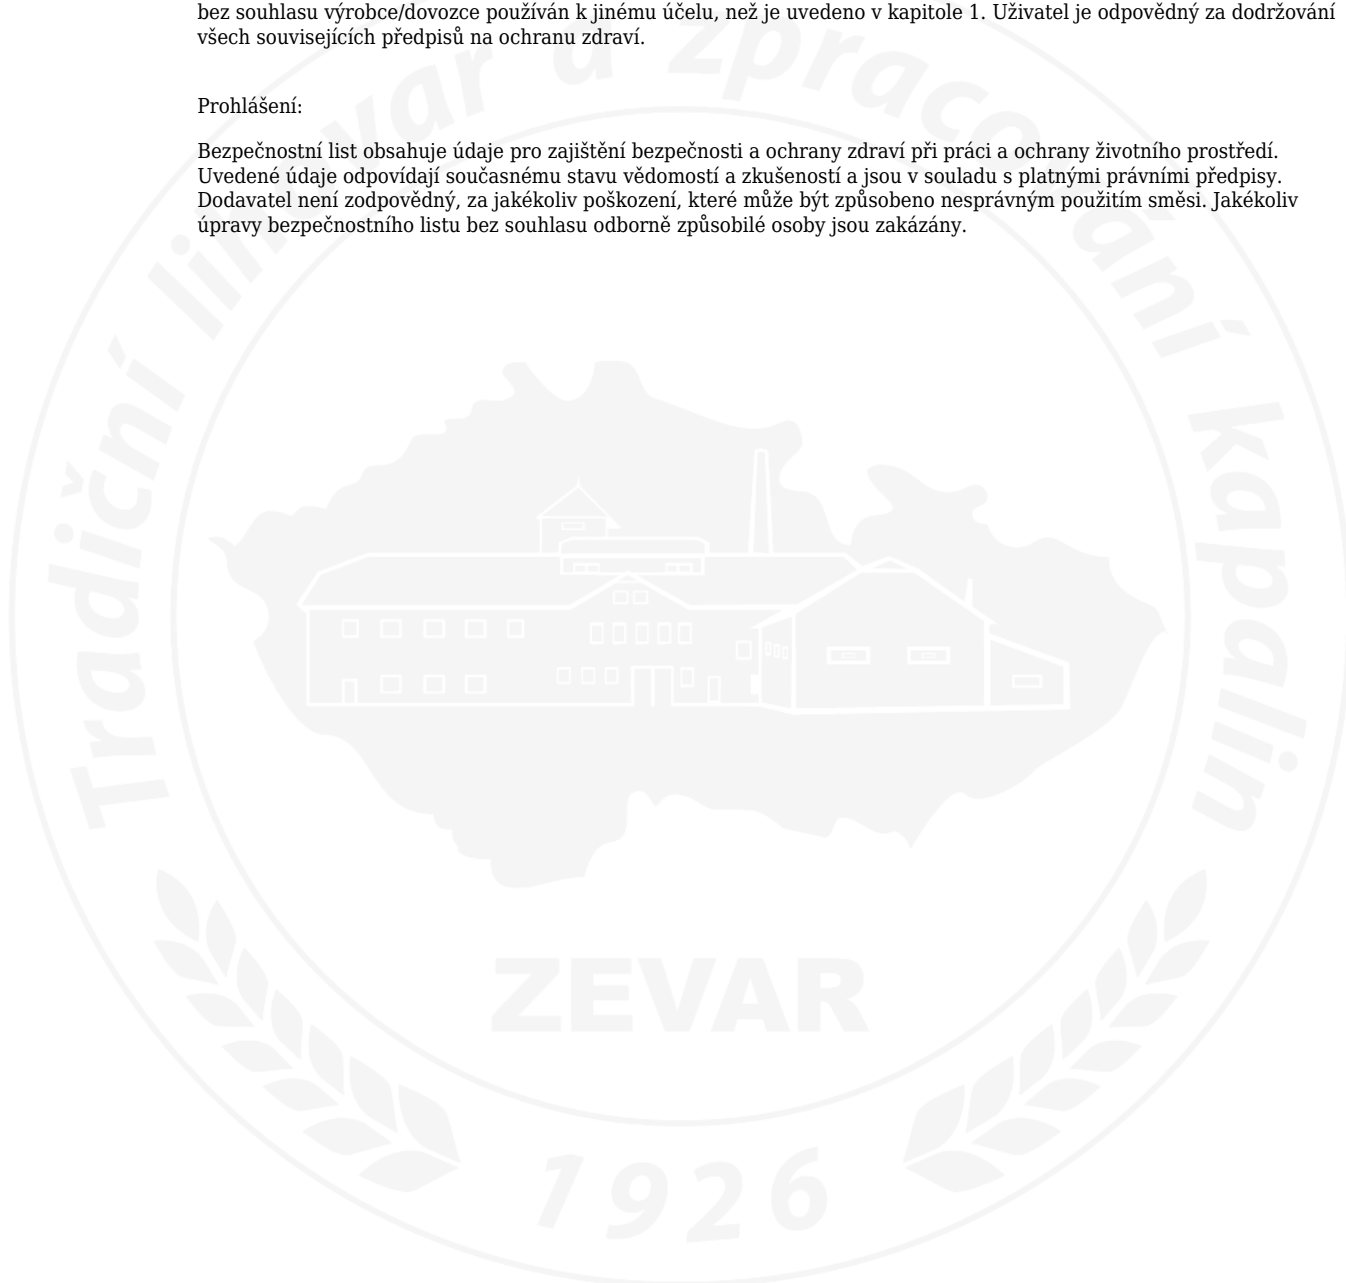 bez souhlasu výrobce/dovozce používán k jinému účelu, než je uvedeno v kapitole 1. Uživatel je odpovědný za dodržování
všech souvisejících předpisů na ochranu zdraví.
Prohlášení:
Bezpečnostní list obsahuje údaje pro zajištění bezpečnosti a ochrany zdraví při práci a ochrany životního prostředí.
Uvedené údaje odpovídají současnému stavu vědomostí a zkušeností a jsou v souladu s platnými právními předpisy.
Dodavatel není zodpovědný, za jakékoliv poškození, které může být způsobeno nesprávným použitím směsi. Jakékoliv
úpravy bezpečnostního listu bez souhlasu odborně způsobilé osoby jsou zakázány.
Tradiční lihovar a zpracování kapalin
ZEVAR
1926